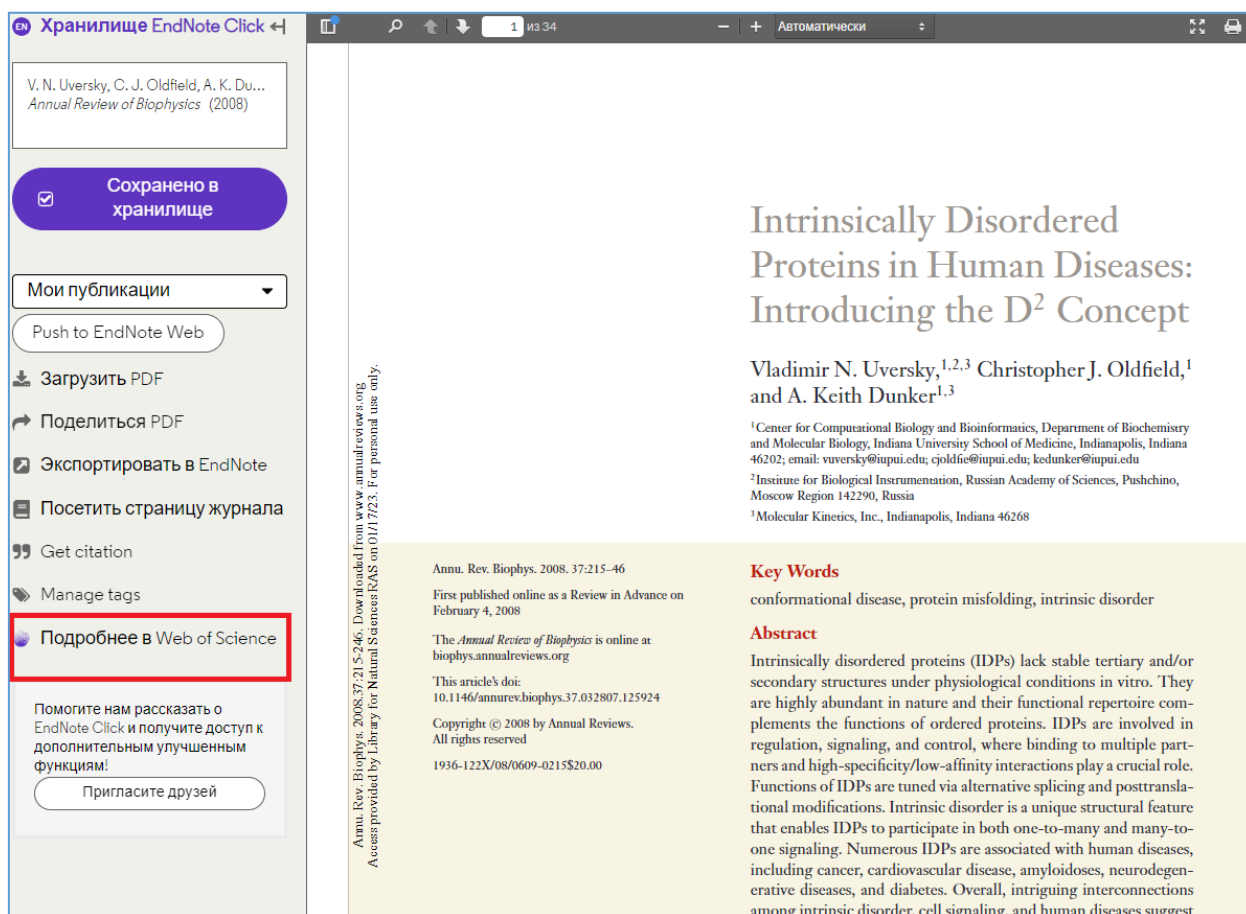 Хранилище EndNote Click
1 из 34
Автоматически
V. N. Uversky, C. J. Oldfield, A. K. Du...
Annual Review of Biophysics (2008)
Сохранено в
хранилище
Мои публикации
Push to EndNote Web
Загрузить PDF
Поделиться PDF
Экспортировать в EndNote
Посетить страницу журнала
Get citation
Manage tags
Подробнее в Web of Science
Помогите нам рассказать о
EndNote Click и получите доступ к
дополнительным улучшенным
функциям!
Пригласите друзей
Annu. Rev. Biophys. 2008.37:215-246. Downloaded from www.annualreviews.org
Access provided by Library for Natural Sciences RAS on 01/17/23. For personal use only.
Intrinsically Disordered
Proteins in Human Diseases:
Introducing the D² Concept
Vladimir N. Uversky,1,2,3 Christopher J. Oldfield,1
and A. Keith Dunker1,3
1Center for Computational Biology and Bioinformatics, Department of Biochemistry
and Molecular Biology, Indiana University School of Medicine, Indianapolis, Indiana
46202; email: vuversky@iupui.edu; cjoldfie@iupui.edu; kedunker@iupui.edu
2Institute for Biological Instrumentation, Russian Academy of Sciences, Pushchino,
Moscow Region 142290, Russia
3Molecular Kinetics, Inc., Indianapolis, Indiana 46268
Annu. Rev. Biophys. 2008. 37:215–46
First published online as a Review in Advance on
February 4, 2008
The Annual Review of Biophysics is online at
biophys.annualreviews.org
This article's doi:
10.1146/annurev.biophys.37.032807.125924
Copyright © 2008 by Annual Reviews.
All rights reserved
1936-122X/08/0609-0215$20.00
Key Words
conformational disease, protein misfolding, intrinsic disorder
Abstract
Intrinsically disordered proteins (IDPs) lack stable tertiary and/or
secondary structures under physiological conditions in vitro. They
are highly abundant in nature and their functional repertoire com-
plements the functions of ordered proteins. IDPs are involved in
regulation, signaling, and control, where binding to multiple part-
ners and high-specificity/low-affinity interactions play a crucial role.
Functions of IDPs are tuned via alternative splicing and posttransla-
tional modifications. Intrinsic disorder is a unique structural feature
that enables IDPs to participate in both one-to-many and many-to-
one signaling. Numerous IDPs are associated with human diseases,
including cancer, cardiovascular disease, amyloidoses, neurodegen-
erative diseases, and diabetes. Overall, intriguing interconnections
among intrinsic disorder, cell signaling, and human diseases suggest